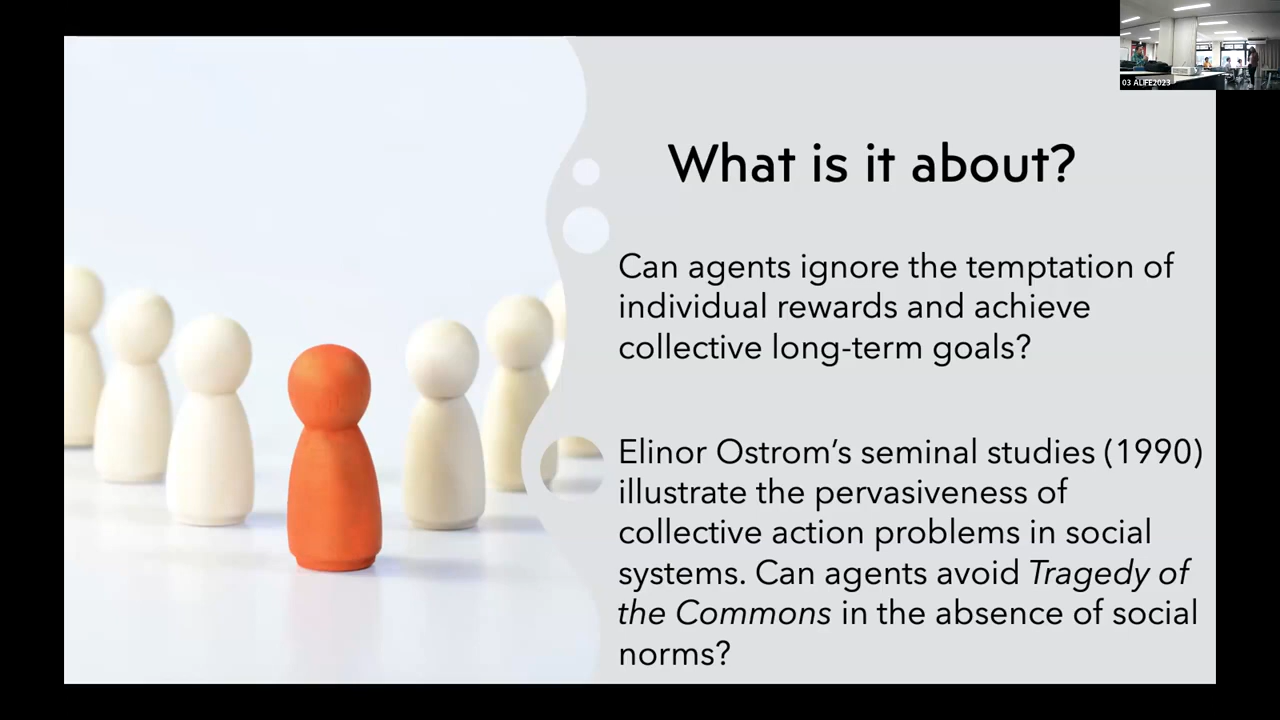 03 ALIFE2023
What is it about?
Can agents ignore the temptation of
individual rewards and achieve
collective long-term goals?
Elinor Ostrom’s seminal studies (1990)
illustrate the pervasiveness of
collective action problems in social
systems. Can agents avoid Tragedy of
the Commons in the absence of social
norms?